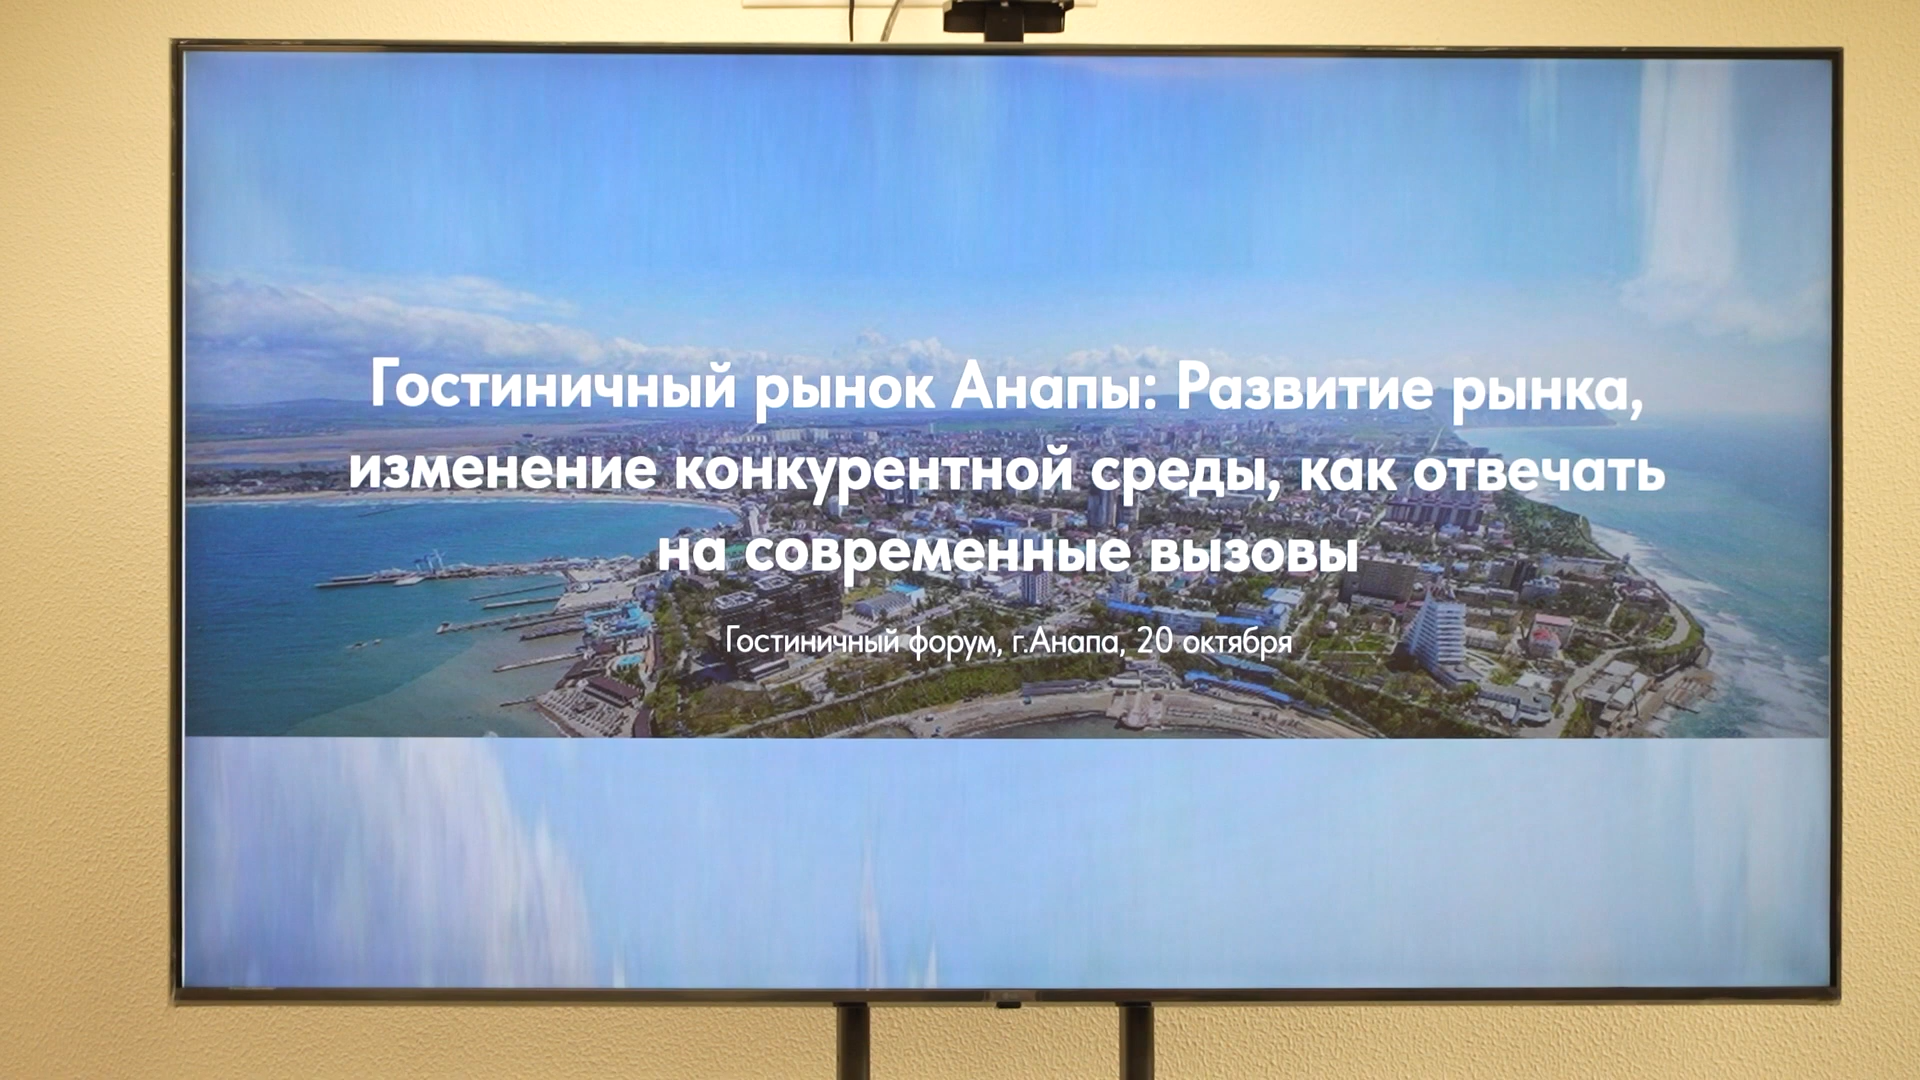 Гостиничный рынок Анапы: Развитие рынка,
изменение конкурентной среды, как отвечать
на современные вызовы
Гостиничный форум, г.Анапа, 20 октября